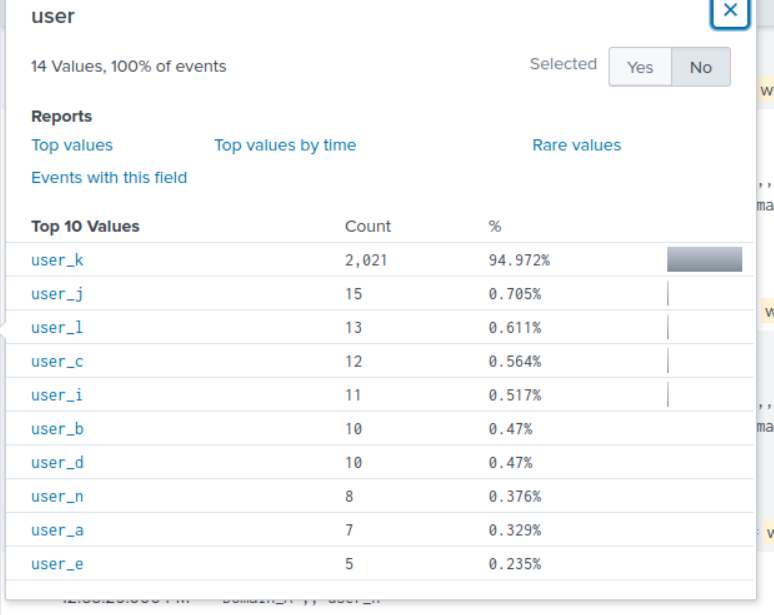 user
14 Values, 100% of events Selected Yes No
Reports
Top values Top values by time Rare values
Events with this field
Top 10 Values Count %
user_k 2,021 94.972%
user_j 15 0.705%
user_l 13 0.611%
user_c 12 0.564%
user_i 11 0.517%
user_b 10 0.47%
user_d 10 0.47%
user_n 8 0.376%
user_a 7 0.329%
user_e 5 0.235%